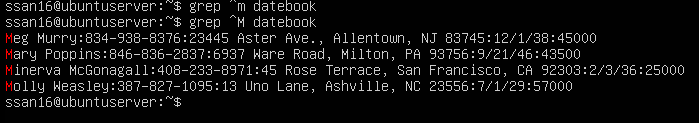 ssan16@ubuntuserver:~$ grep ^m datebook
ssan16@ubuntuserver:~$ grep ^M datebook
Meg Murry:834-938-8376:23445 Aster Ave., Allentown, NJ 83745:12/1/38:45000
Mary Poppins:846-836-2837:6937 Ware Road, Milton, PA 93756:9/21/46:43500
Minerva McGonagall:408-233-8971:45 Rose Terrace, San Francisco, CA 92303:2/3/36:25000
Molly Weasley:387-827-1095:13 Uno Lane, Ashville, NC 23556:7/1/29:57000
ssan16@ubuntuserver:~$